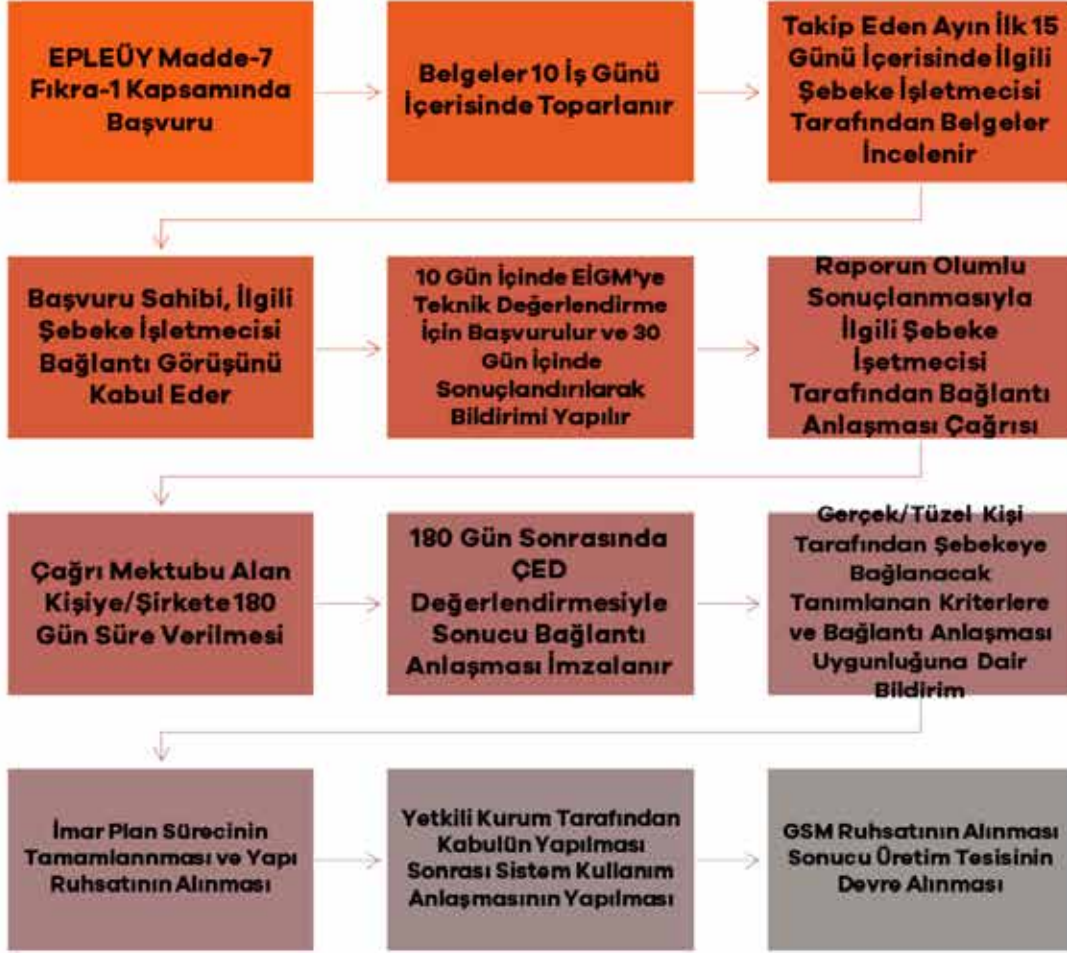 EPLEÜY Madde-7
Fıkra-1 Kapsamında
Başvuru
Belgeler 10 İş Günü
İçerisinde Toparlanır
Takip Eden Ayın İlk 15
Günü İçerisinde İlgili
Şebeke İşletmecisi
Tarafından Belgeler
İncelenir
Başvuru Sahibi, İlgili
Şebeke İşletmecisi
Bağlantı Görüşünü
Kabul Eder
10 Gün İçinde EİGM'ye
Teknik Değerlendirme
İçin Başvurulur ve 30
Gün İçinde
Sonuçlandırılarak
Bildirimi Yapılır
Raporun Olumlu
Sonuçlanmasıyla
İlgili Şebeke
İşetmecisi
Tarafından Bağlantı
Anlaşması Çağrısı
Çağrı Mektubu Alan
Kişiye/Şirkete 180
Gün Süre Verilmesi
180 Gün Sonrasında
ÇED
Değerlendirmesiyle
Sonucu Bağlantı
Anlaşması İmzalanır
Gerçek/Tüzel Kişi
Tarafından Şebekeye
Bağlanacak
Tanımlanan Kriterlere
ve Bağlantı Anlaşması
Uygunluğuna Dair
Bildirim
İmar Plan Sürecinin
Tamamlannması ve Yapı
Ruhsatının Alınması
Yetkili Kurum Tarafından
Kabulün Yapılması
Sonrası Sistem Kullanım
Anlaşmasının Yapılması
GSM Ruhsatının Alınması
Sonucu Üretim Tesisinin
Devre Alınması